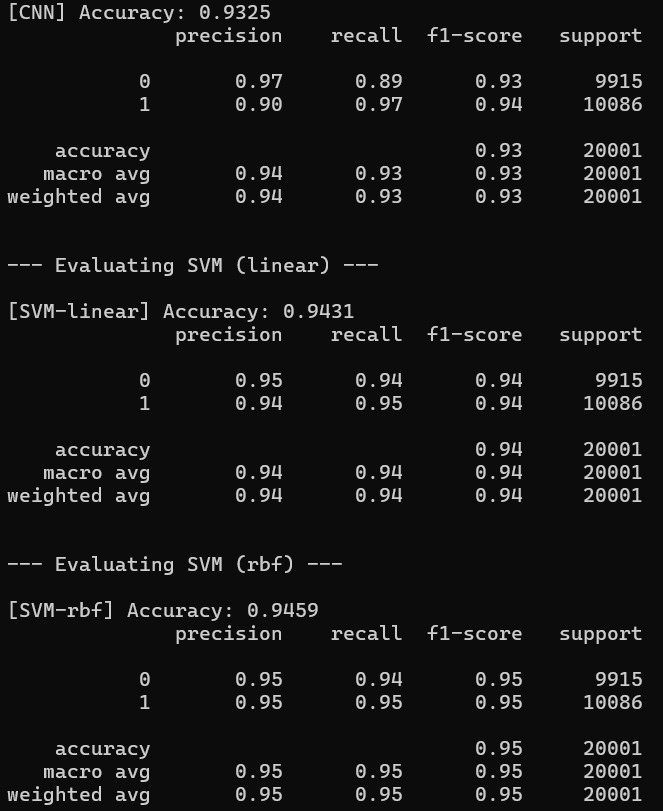 [CNN] Accuracy: 0.9325
precision recall f1-score support
0 0.97 0.89 0.93 9915
1 0.90 0.97 0.94 10086
accuracy 0.93 20001
macro avg 0.94 0.93 0.93 20001
weighted avg 0.94 0.93 0.93 20001
--- Evaluating SVM (linear) ---
[SVM-linear] Accuracy: 0.9431
precision recall f1-score support
0 0.95 0.94 0.94 9915
1 0.94 0.95 0.94 10086
accuracy 0.94 20001
macro avg 0.94 0.94 0.94 20001
weighted avg 0.94 0.94 0.94 20001
--- Evaluating SVM (rbf) ---
[SVM-rbf] Accuracy: 0.9459
precision recall f1-score support
0 0.95 0.94 0.95 9915
1 0.95 0.95 0.95 10086
accuracy 0.95 20001
macro avg 0.95 0.95 0.95 20001
weighted avg 0.95 0.95 0.95 20001